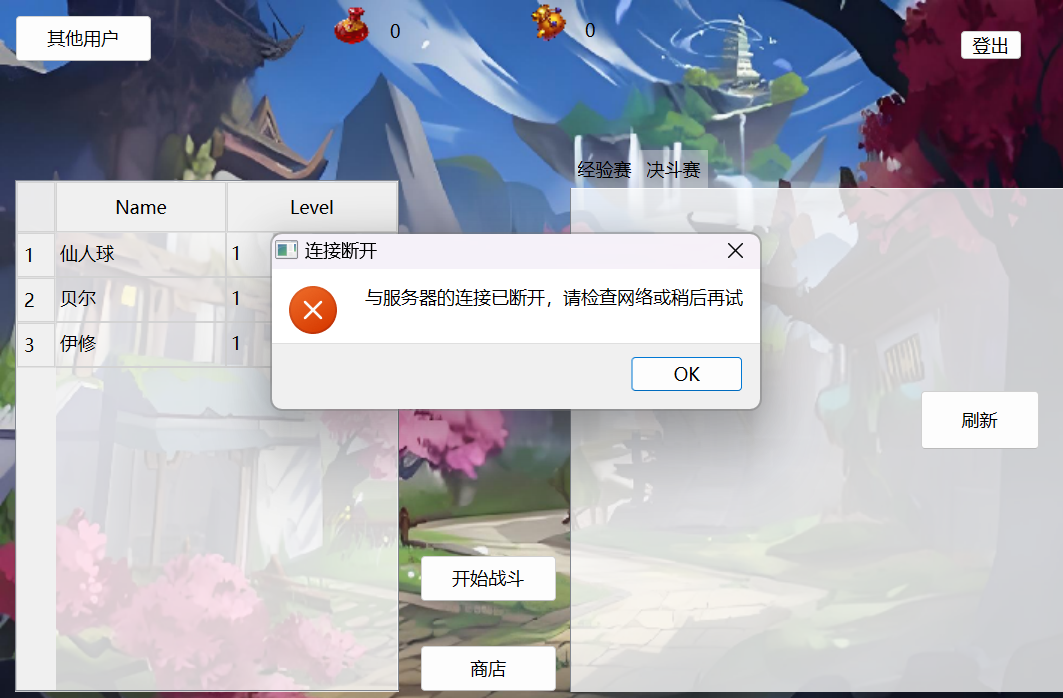 其他用户
0
0
登出
经验赛 决斗赛
Name Level
1 仙人球 1
2 贝尔 1
3 伊修 1
连接断开
与服务器的连接已断开，请检查网络或稍后再试
OK
刷新
开始战斗
商店